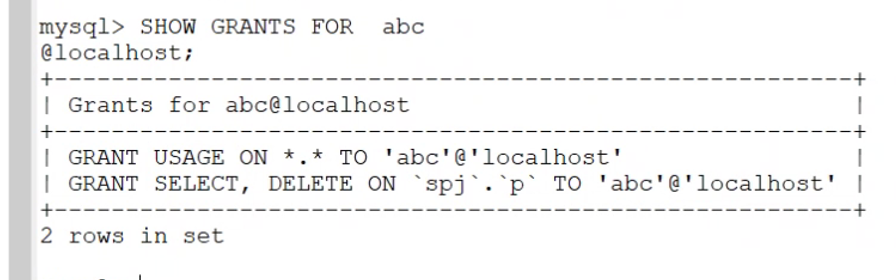 mysql> SHOW GRANTS FOR  abc
@localhost;
+---------------------------------------------------------+
| Grants for abc@localhost                                |
+---------------------------------------------------------+
| GRANT USAGE ON *.* TO 'abc'@'localhost'                 |
| GRANT SELECT, DELETE ON `spj`.`p` TO 'abc'@'localhost' |
+---------------------------------------------------------+
2 rows in set